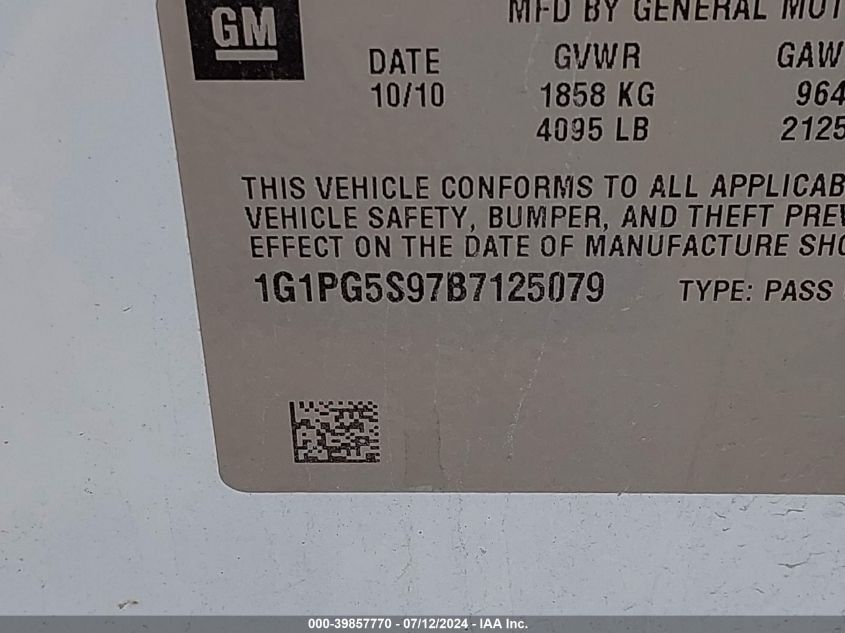 GM
MFD BY GENERAL MOT
DATE GVWR GAW
10/10 1858 KG 964
4095 LB 2125
THIS VEHICLE CONFORMS TO ALL APPLICAB
VEHICLE SAFETY, BUMPER, AND THEFT PREV
EFFECT ON THE DATE OF MANUFACTURE SHO
1G1PG5S97B7125079 TYPE: PASS
000-39857770 - 07/12/2024 - IAA Inc.